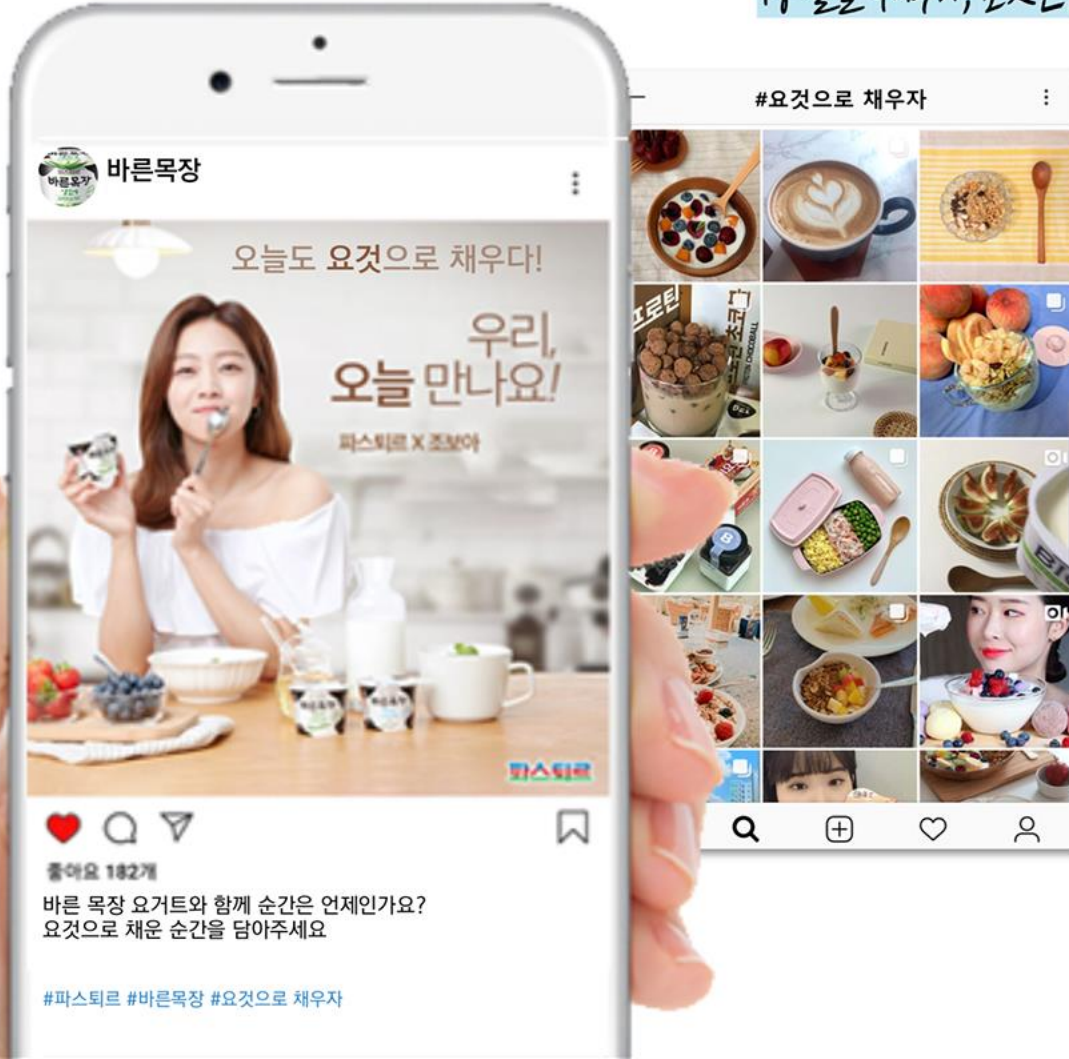 #요것으로 채우자
바른목장
바른목장
오늘도 요것으로 채우다!
우리,
오늘 만나요!
파스퇴르 X 조보아
파스퇴르
좋아요 182개
바른 목장 요거트와 함께 순간은 언제인가요?
요것으로 채운 순간을 담아주세요
#파스퇴르 #바른목장 #요것으로 채우자
프로틴